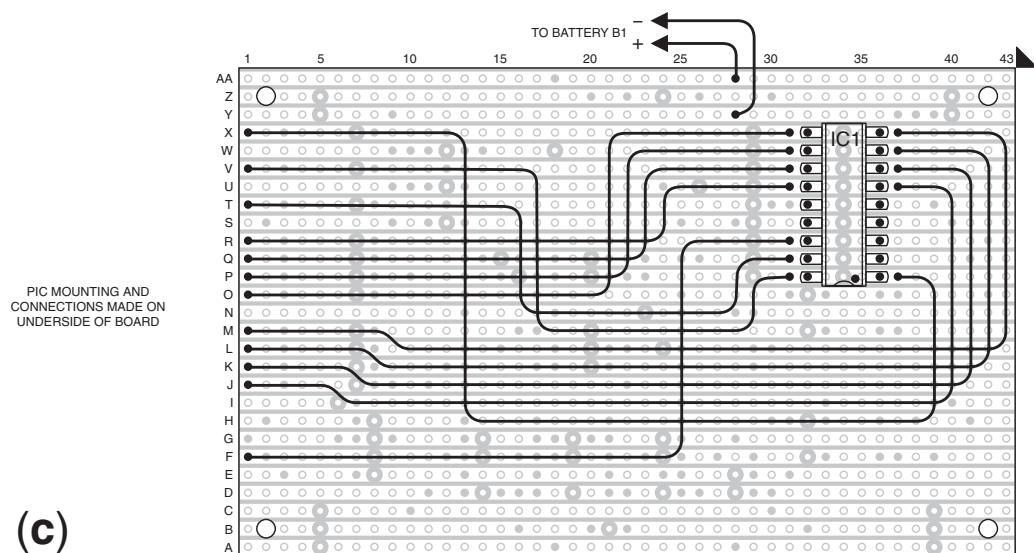 −
TO BATTERY B1
+
1 5 10 15 20 25 30 35 40 43
AA
Z
Y
X
IC1
W
V
U
T
S
R
Q
P
O
PIC MOUNTING AND
CONNECTIONS MADE ON
UNDERSIDE OF BOARD
N
M
L
K
J
I
H
G
F
E
D
C
B
A
(c)